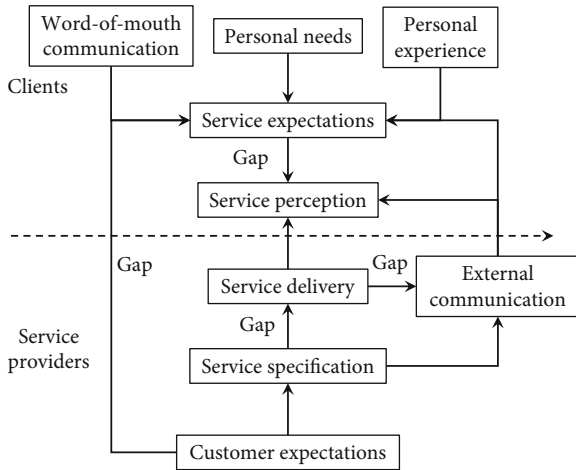 Word-of-mouth
communication
Personal needs
Personal
experience
Clients
Service expectations
Gap
Service perception
Gap
Service delivery
Gap
External
communication
Gap
Service
providers
Service specification
Customer expectations